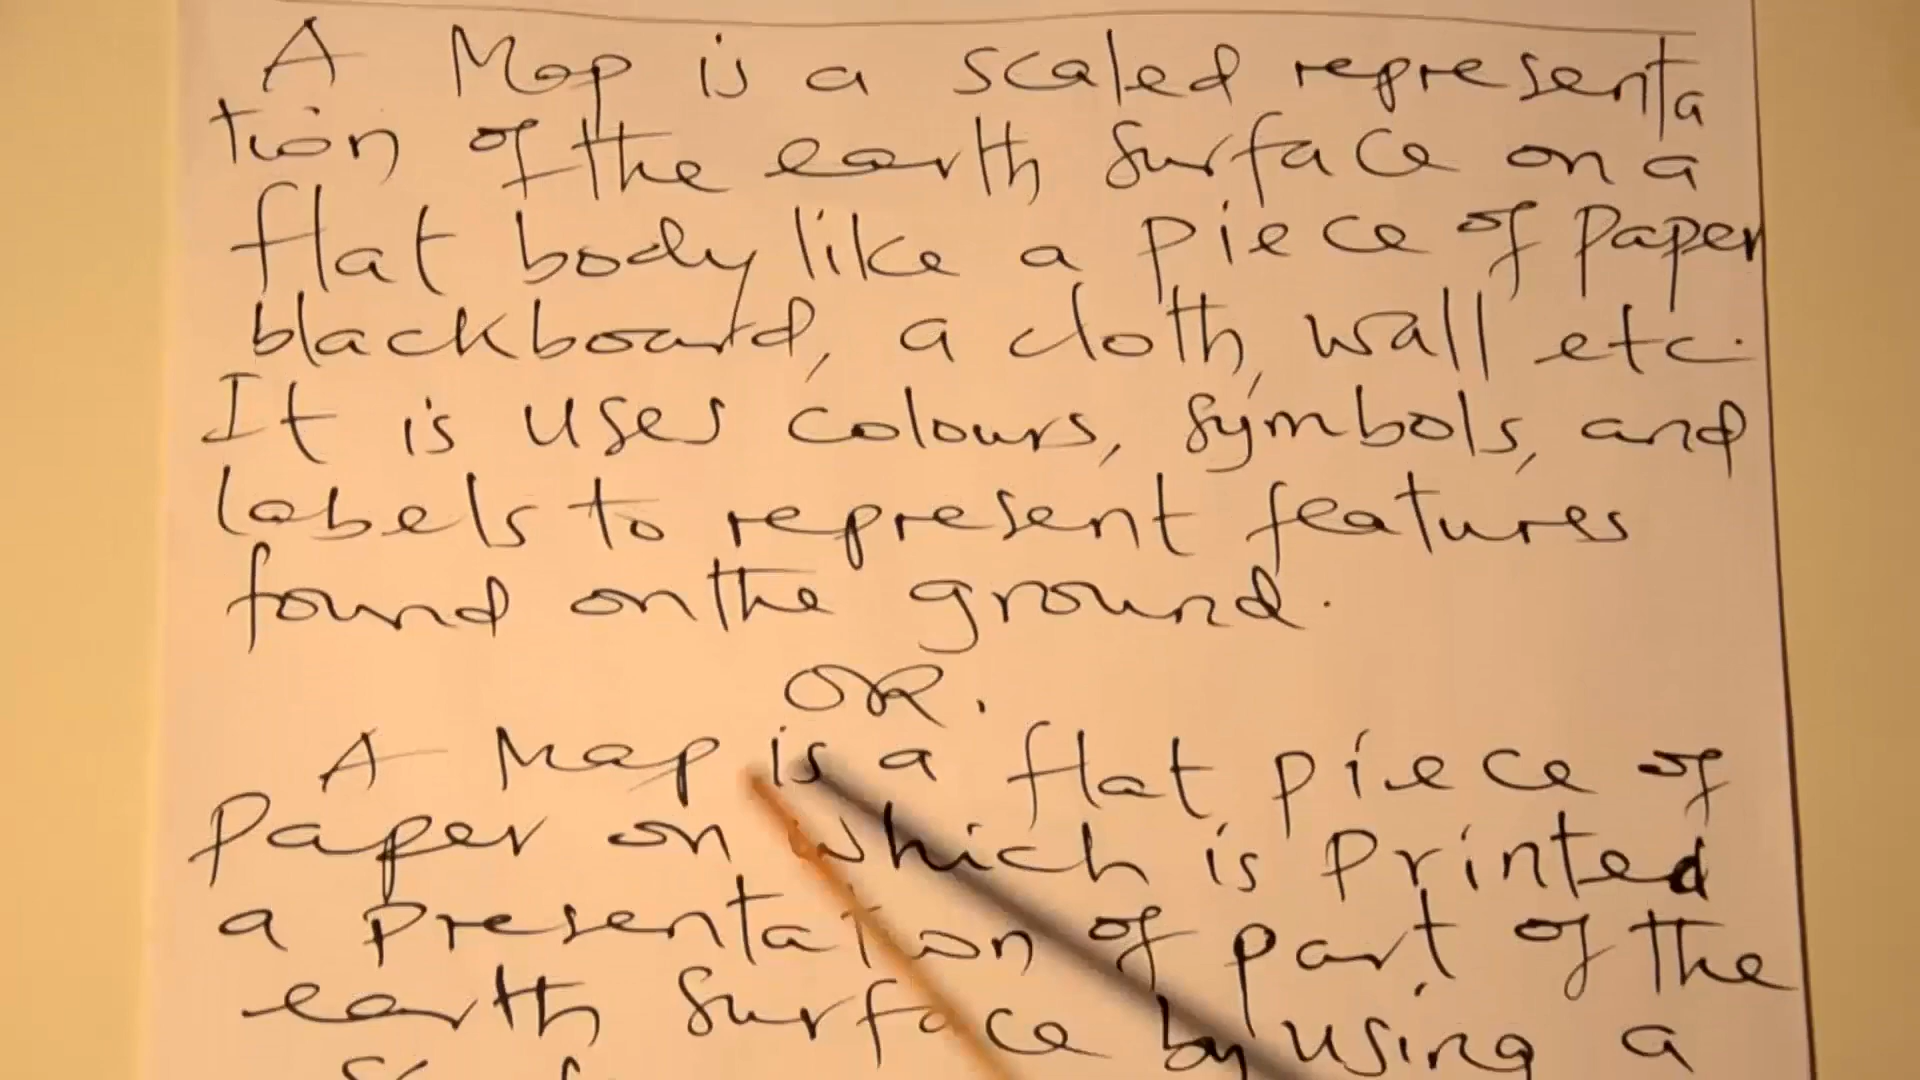 A Map is a scaled representa
tion of the earth surface on a
flat body like a piece of paper
blackboard, a cloth, wall etc.
It is uses colours, symbols, and
labels to represent features
found on the ground.
OR.
A Map is a flat piece of
paper on which is printed
a presentation of part of the
earth surface by using a